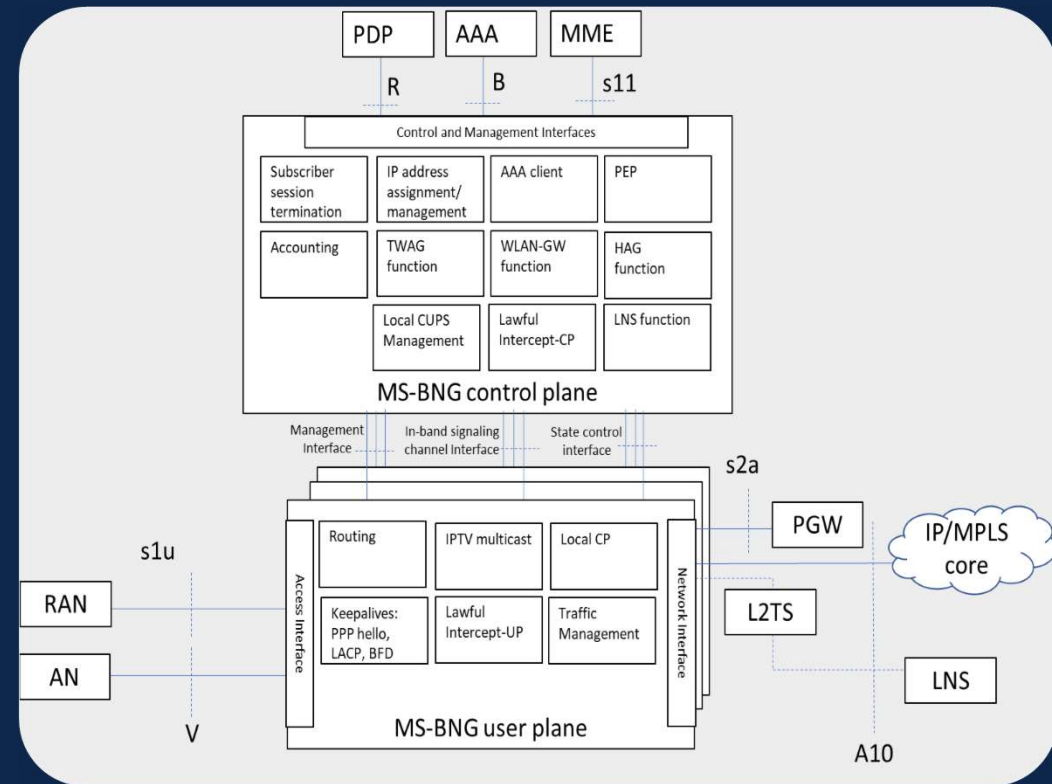 PDP
AAA
MME
R
B
s11
Control and Management Interfaces
Subscriber
session
termination
IP address
assignment/
management
AAA client
PEP
Accounting
TWAG
function
WLAN-GW
function
HAG
function
Local CUPS
Management
Lawful
Intercept-CP
LNS function
MS-BNG control plane
Management
Interface
In-band signaling
channel Interface
State control
interface
s2a
PGW
IP/MPLS
core
s1u
RAN
AN
V
Access Interface
Routing
IPTV multicast
Local CP
Keepalives:
PPP hello,
LACP, BFD
Lawful
Intercept-UP
Traffic
Management
Network Interface
MS-BNG user plane
L2TS
LNS
A10